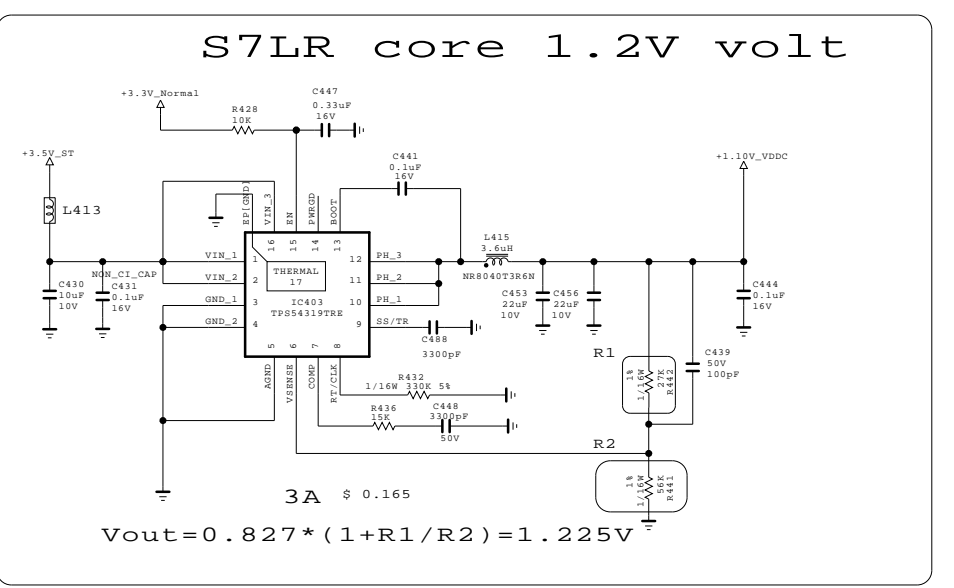 S7LR core 1.2V volt
+3.3V_Normal
C447
0.33uF
16V
R428
10K
+3.5V_ST
L413
C441
0.1uF
16V
+1.10V_VDDC
EP[GND]
VIN_3
EN
PWRGD
BOOT
16
15
14
13
L415
3.6uH
NR8040T3R6N
VIN_1
1
12
PH_3
VIN_2
2
11
PH_2
GND_1
3
10
PH_1
GND_2
4
9
SS/TR
THERMAL
17
IC403
TPS54319TRE
NON_CI_CAP
C430
10uF
10V
C431
0.1uF
16V
C453
22uF
10V
C456
22uF
10V
C444
0.1uF
16V
C488
3300pF
5
6
7
8
AGND
VSENSE
COMP
RT/CLK
R432
1/16W 330K 5%
R436
15K
C448
3300pF
50V
R1
1%
1/16W
27K
R442
C439
50V
100pF
R2
1%
1/16W
56K
R441
3A $ 0.165
Vout=0.827*(1+R1/R2)=1.225V